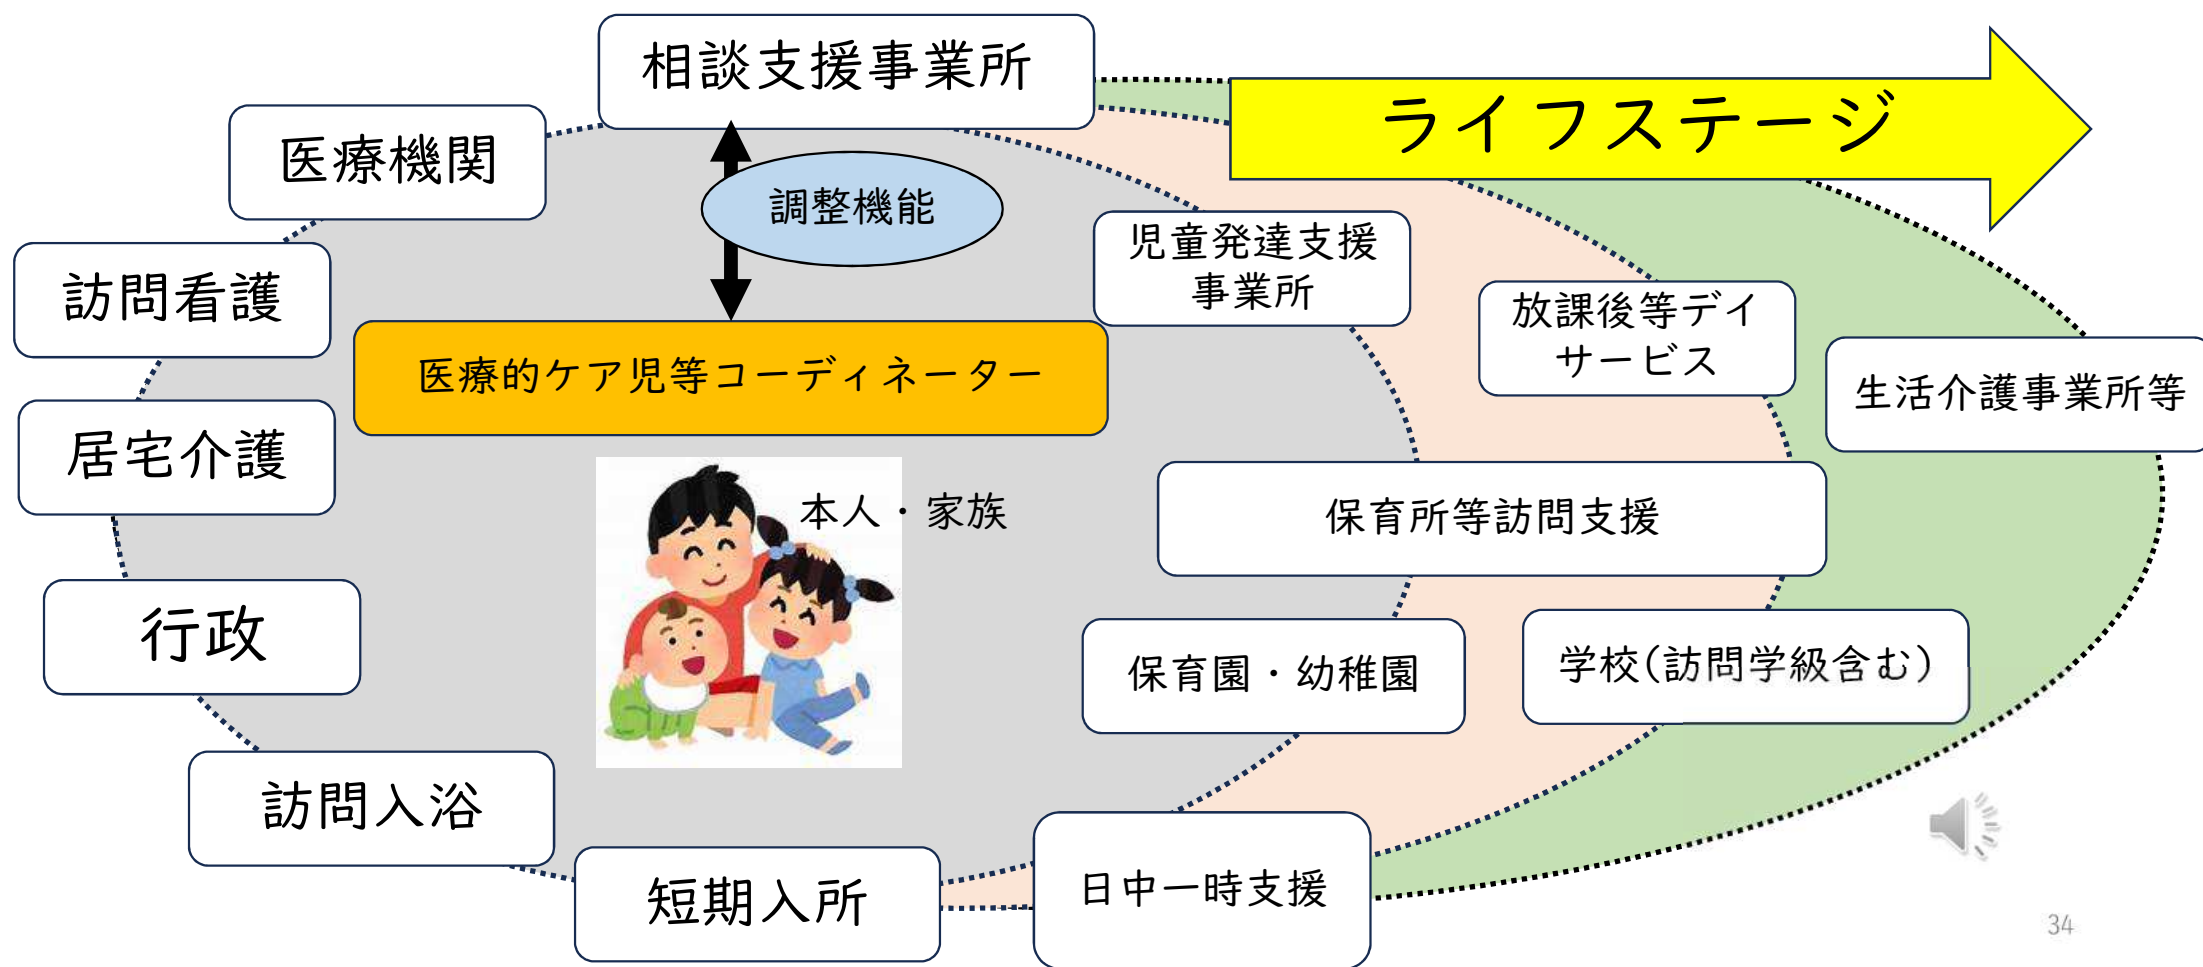 相談支援事業所
ライフステージ
医療機関
調整機能
児童発達支援
事業所
訪問看護
放課後等デイ
サービス
医療的ケア児等コーディネーター
生活介護事業所等
居宅介護
本人・家族
保育所等訪問支援
行政
保育園・幼稚園
学校(訪問学級含む)
訪問入浴
短期入所
日中一時支援
34